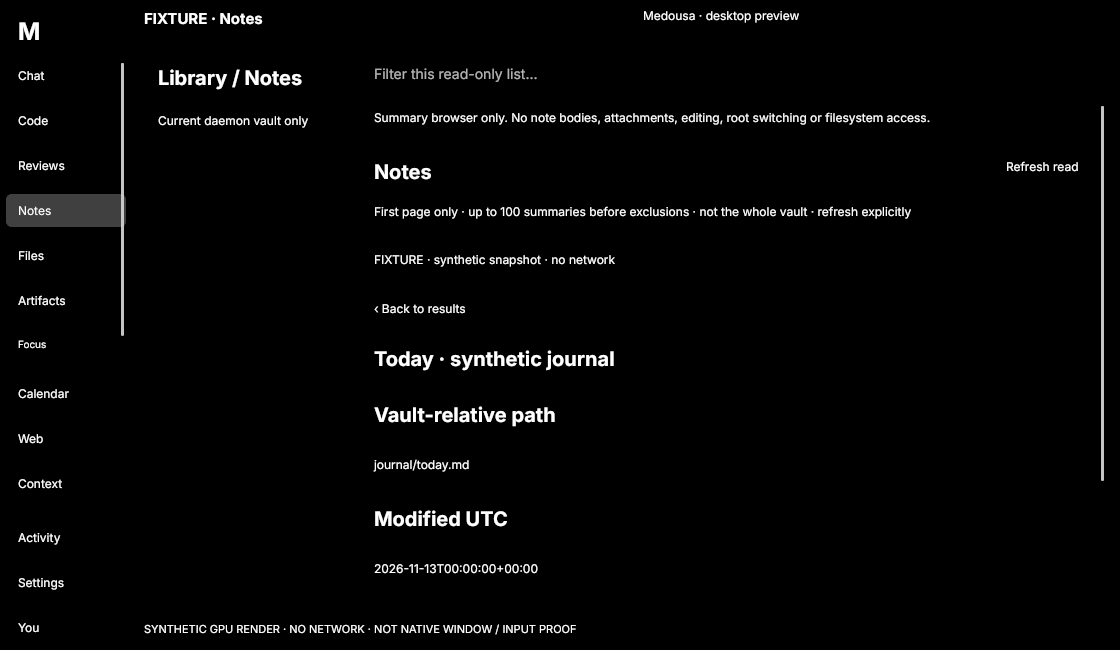 M
Chat
Code
Reviews
Notes
Files
Artifacts
Focus
Calendar
Web
Context
Activity
Settings
You
FIXTURE · Notes
Medousa · desktop preview
Library / Notes
Current daemon vault only
Filter this read-only list...
Summary browser only. No note bodies, attachments, editing, root switching or filesystem access.
Notes
Refresh read
First page only · up to 100 summaries before exclusions · not the whole vault · refresh explicitly
FIXTURE · synthetic snapshot · no network
‹ Back to results
Today · synthetic journal
Vault-relative path
journal/today.md
Modified UTC
2026-11-13T00:00:00+00:00
SYNTHETIC GPU RENDER · NO NETWORK · NOT NATIVE WINDOW / INPUT PROOF